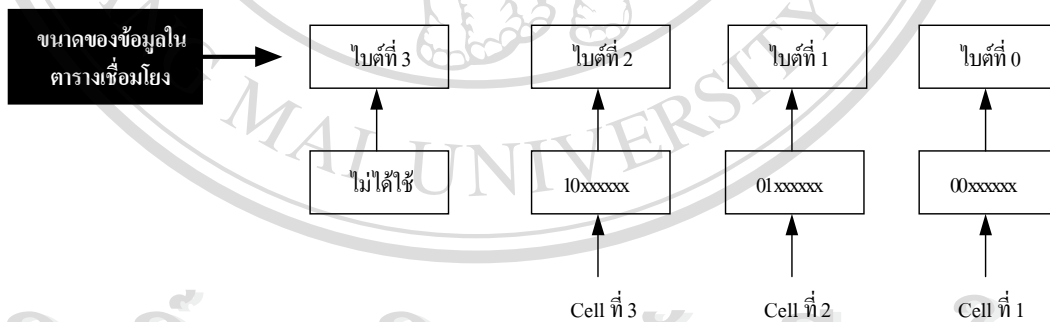 ขนาดของข้อมูลใน
ตารางเชื่อมโยง
ไบต์ที่ 3
ไบต์ที่ 2
ไบต์ที่ 1
ไบต์ที่ 0
ไม่ได้ใช้
10xxxxxx
01xxxxxx
00xxxxxx
Cell ที่ 3
Cell ที่ 2
Cell ที่ 1
MAI UNIVERSITY